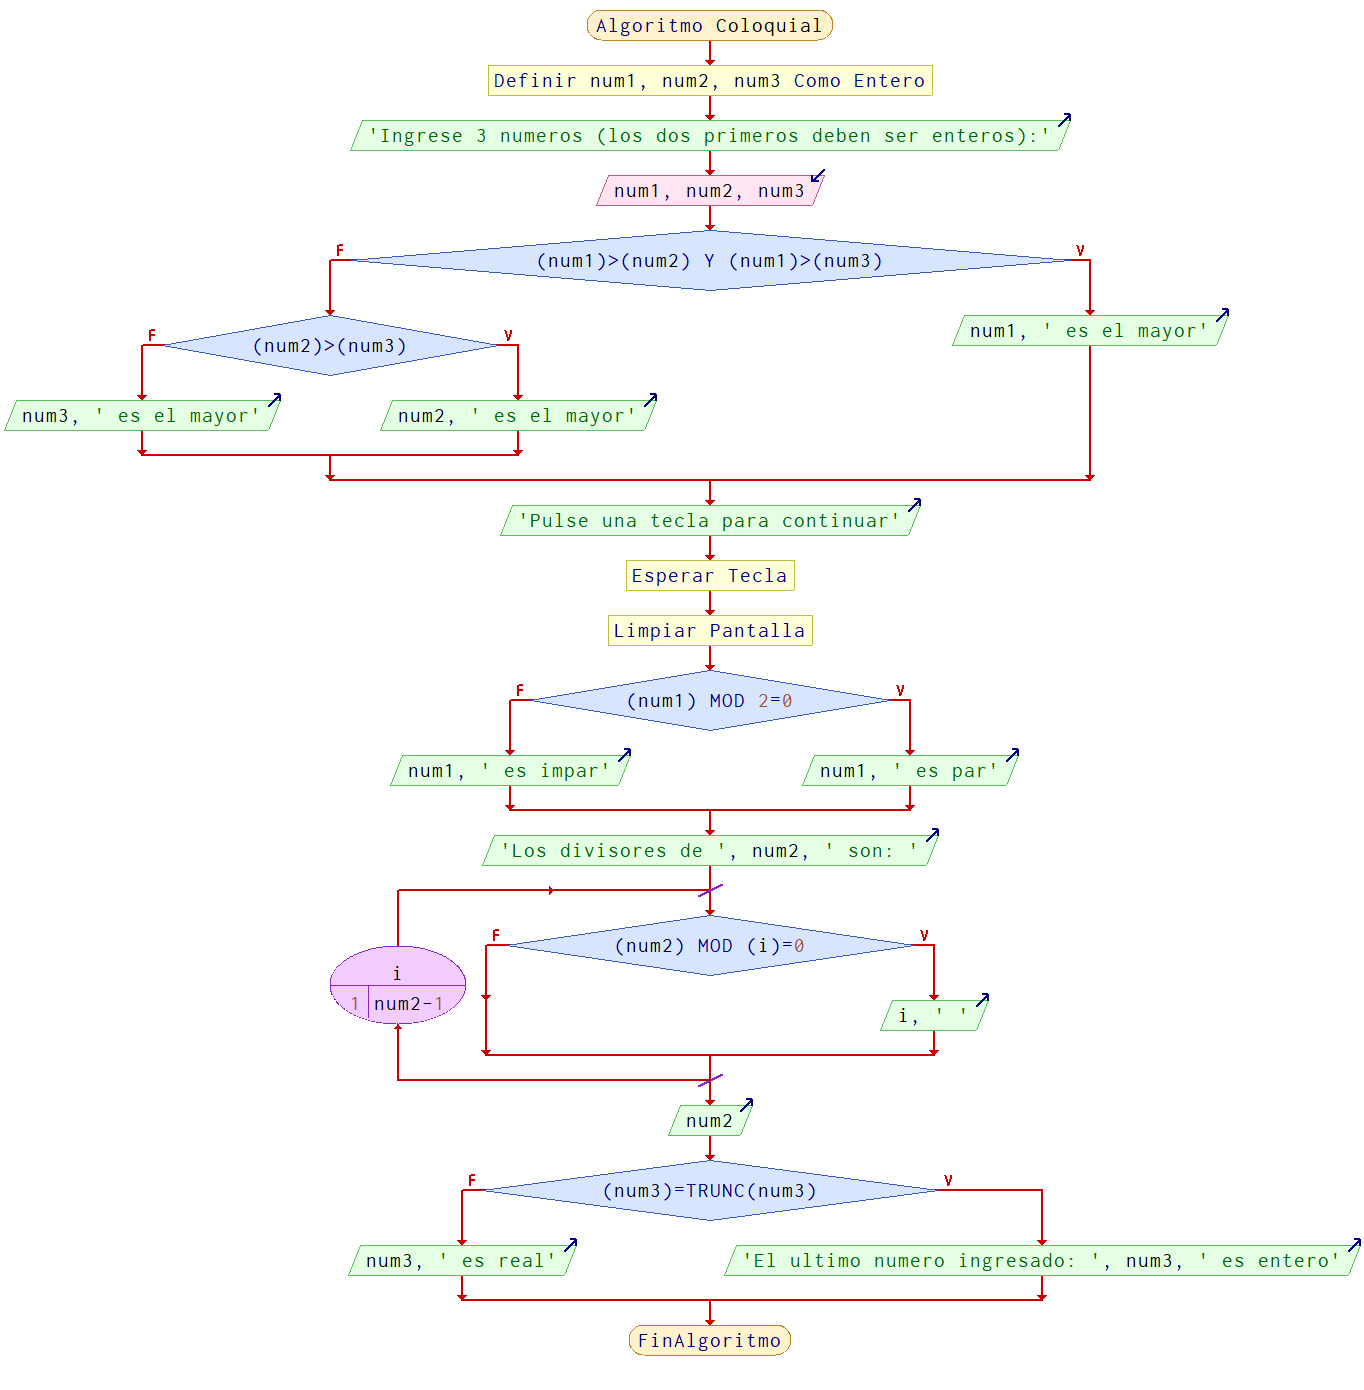 Algoritmo Coloquial
Definir num1, num2, num3 Como Entero
'Ingrese 3 numeros (los dos primeros deben ser enteros):'
num1, num2, num3
F
(num1)>(num2) Y (num1)>(num3)
V
F
(num2)>(num3)
V
num1, ' es el mayor'
num3, ' es el mayor'
num2, ' es el mayor'
'Pulse una tecla para continuar'
Esperar Tecla
Limpiar Pantalla
F
(num1) MOD 2=0
V
num1, ' es impar'
num1, ' es par'
'Los divisores de ', num2, ' son: '
F
(num2) MOD (i)=0
V
i
1
num2-1
i, ' '
num2
F
(num3)=TRUNC(num3)
V
num3, ' es real'
'El ultimo numero ingresado: ', num3, ' es entero'
FinAlgoritmo